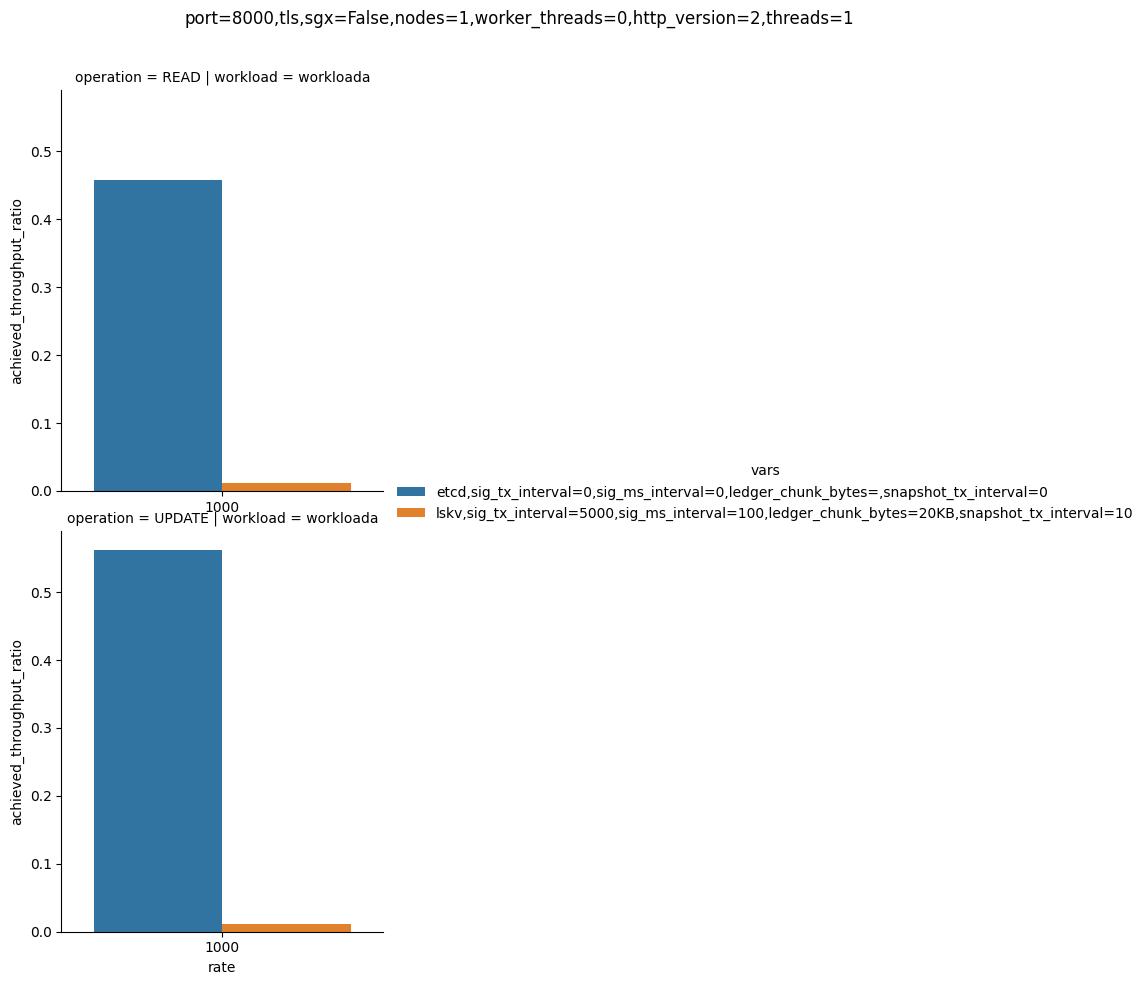 port=8000,tls,sgx=False,nodes=1,worker_threads=0,http_version=2,threads=1
operation = READ | workload = workloada
0.5
0.4
0.3
0.2
0.1
0.0
achieved_throughput_ratio
1000
vars
etcd,sig_tx_interval=0,sig_ms_interval=0,ledger_chunk_bytes=,snapshot_tx_interval=0
lskv,sig_tx_interval=5000,sig_ms_interval=100,ledger_chunk_bytes=20KB,snapshot_tx_interval=10
operation = UPDATE | workload = workloada
0.5
0.4
0.3
0.2
0.1
0.0
achieved_throughput_ratio
1000
rate